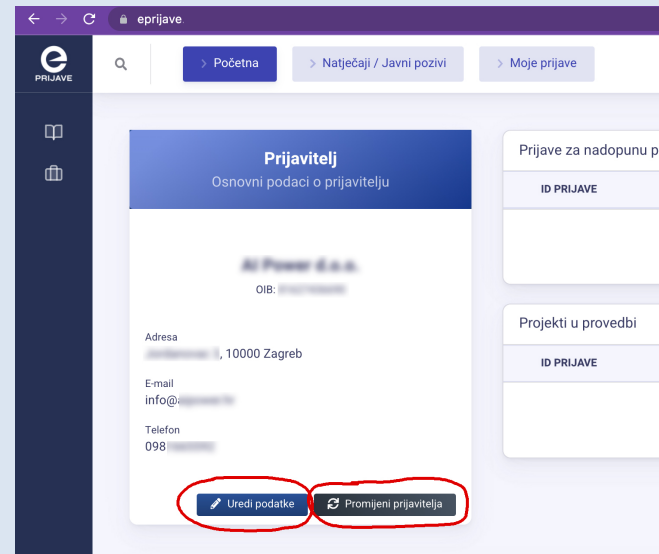 eprijave.
e
PRIJAVE
Početna
Natječaji / Javni pozivi
Moje prijave
Prijavitelj
Osnovni podaci o prijavitelju
OIB:
Adresa
, 10000 Zagreb
E-mail
info@
Telefon
098
Uredi podatke
Promijeni prijavitelja
Prijave za nadopunu p
ID PRIJAVE
Projekti u provedbi
ID PRIJAVE